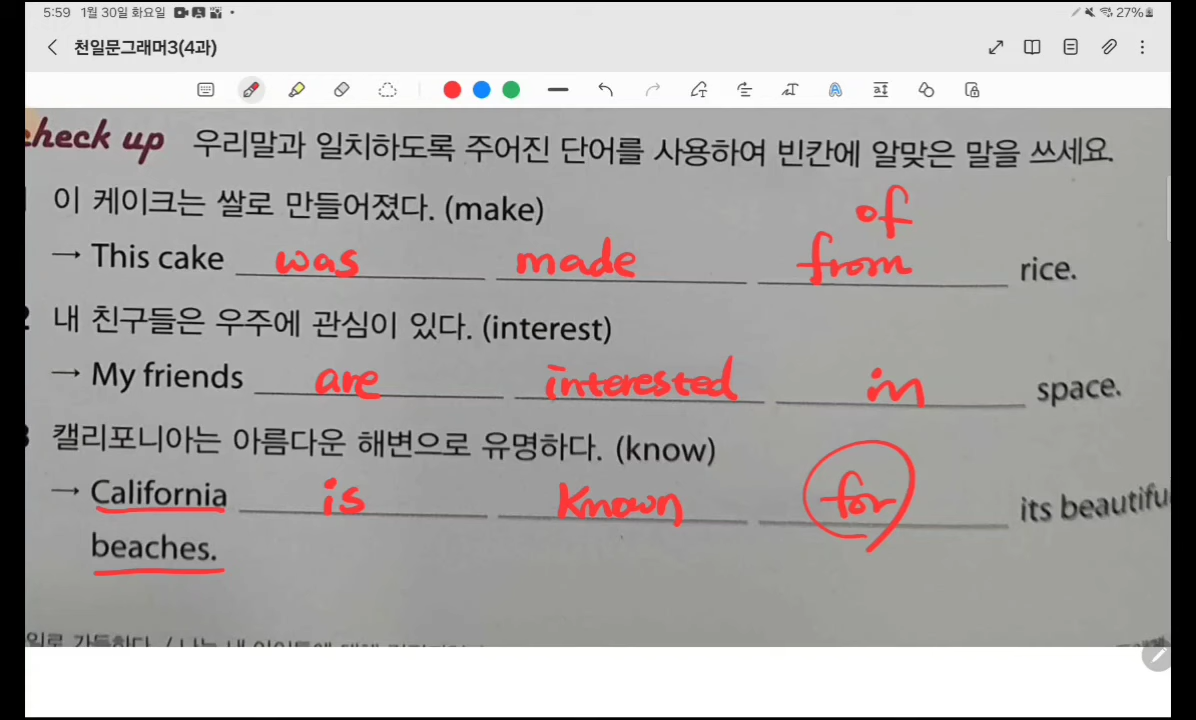 5:59 1월 30일 화요일 27%
천일문그래머3(4과)
check up 우리말과 일치하도록 주어진 단어를 사용하여 빈칸에 알맞은 말을 쓰세요.
이 케이크는 쌀로 만들어졌다. (make)
of
→ This cake was made from rice.
2 내 친구들은 우주에 관심이 있다. (interest)
→ My friends are interested in space.
3 캘리포니아는 아름다운 해변으로 유명하다. (know)
→ California is known for its beautifu
beaches.